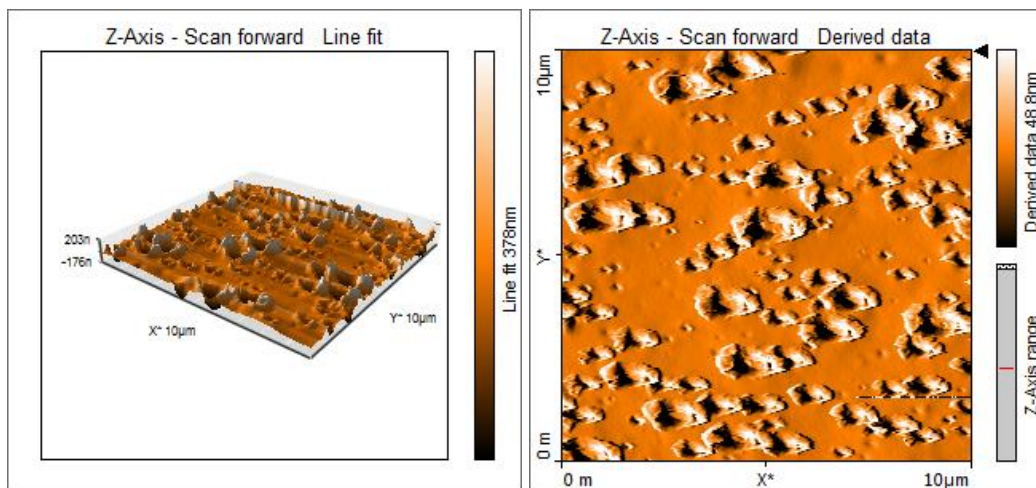 Z-Axis - Scan forward Line fit
203n
-176n
X* 10µm
Y* 10µm
Line fit 378nm
Z-Axis - Scan forward Derived data
10µm
Y*
0 m
0 m
X*
10µm
Derived data 48.8nm
Z-Axis range